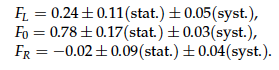 F_L = 0.24 ± 0.11(stat.) ± 0.05(syst.),
F_0 = 0.78 ± 0.17(stat.) ± 0.03(syst.),
F_R = −0.02 ± 0.09(stat.) ± 0.04(syst.).